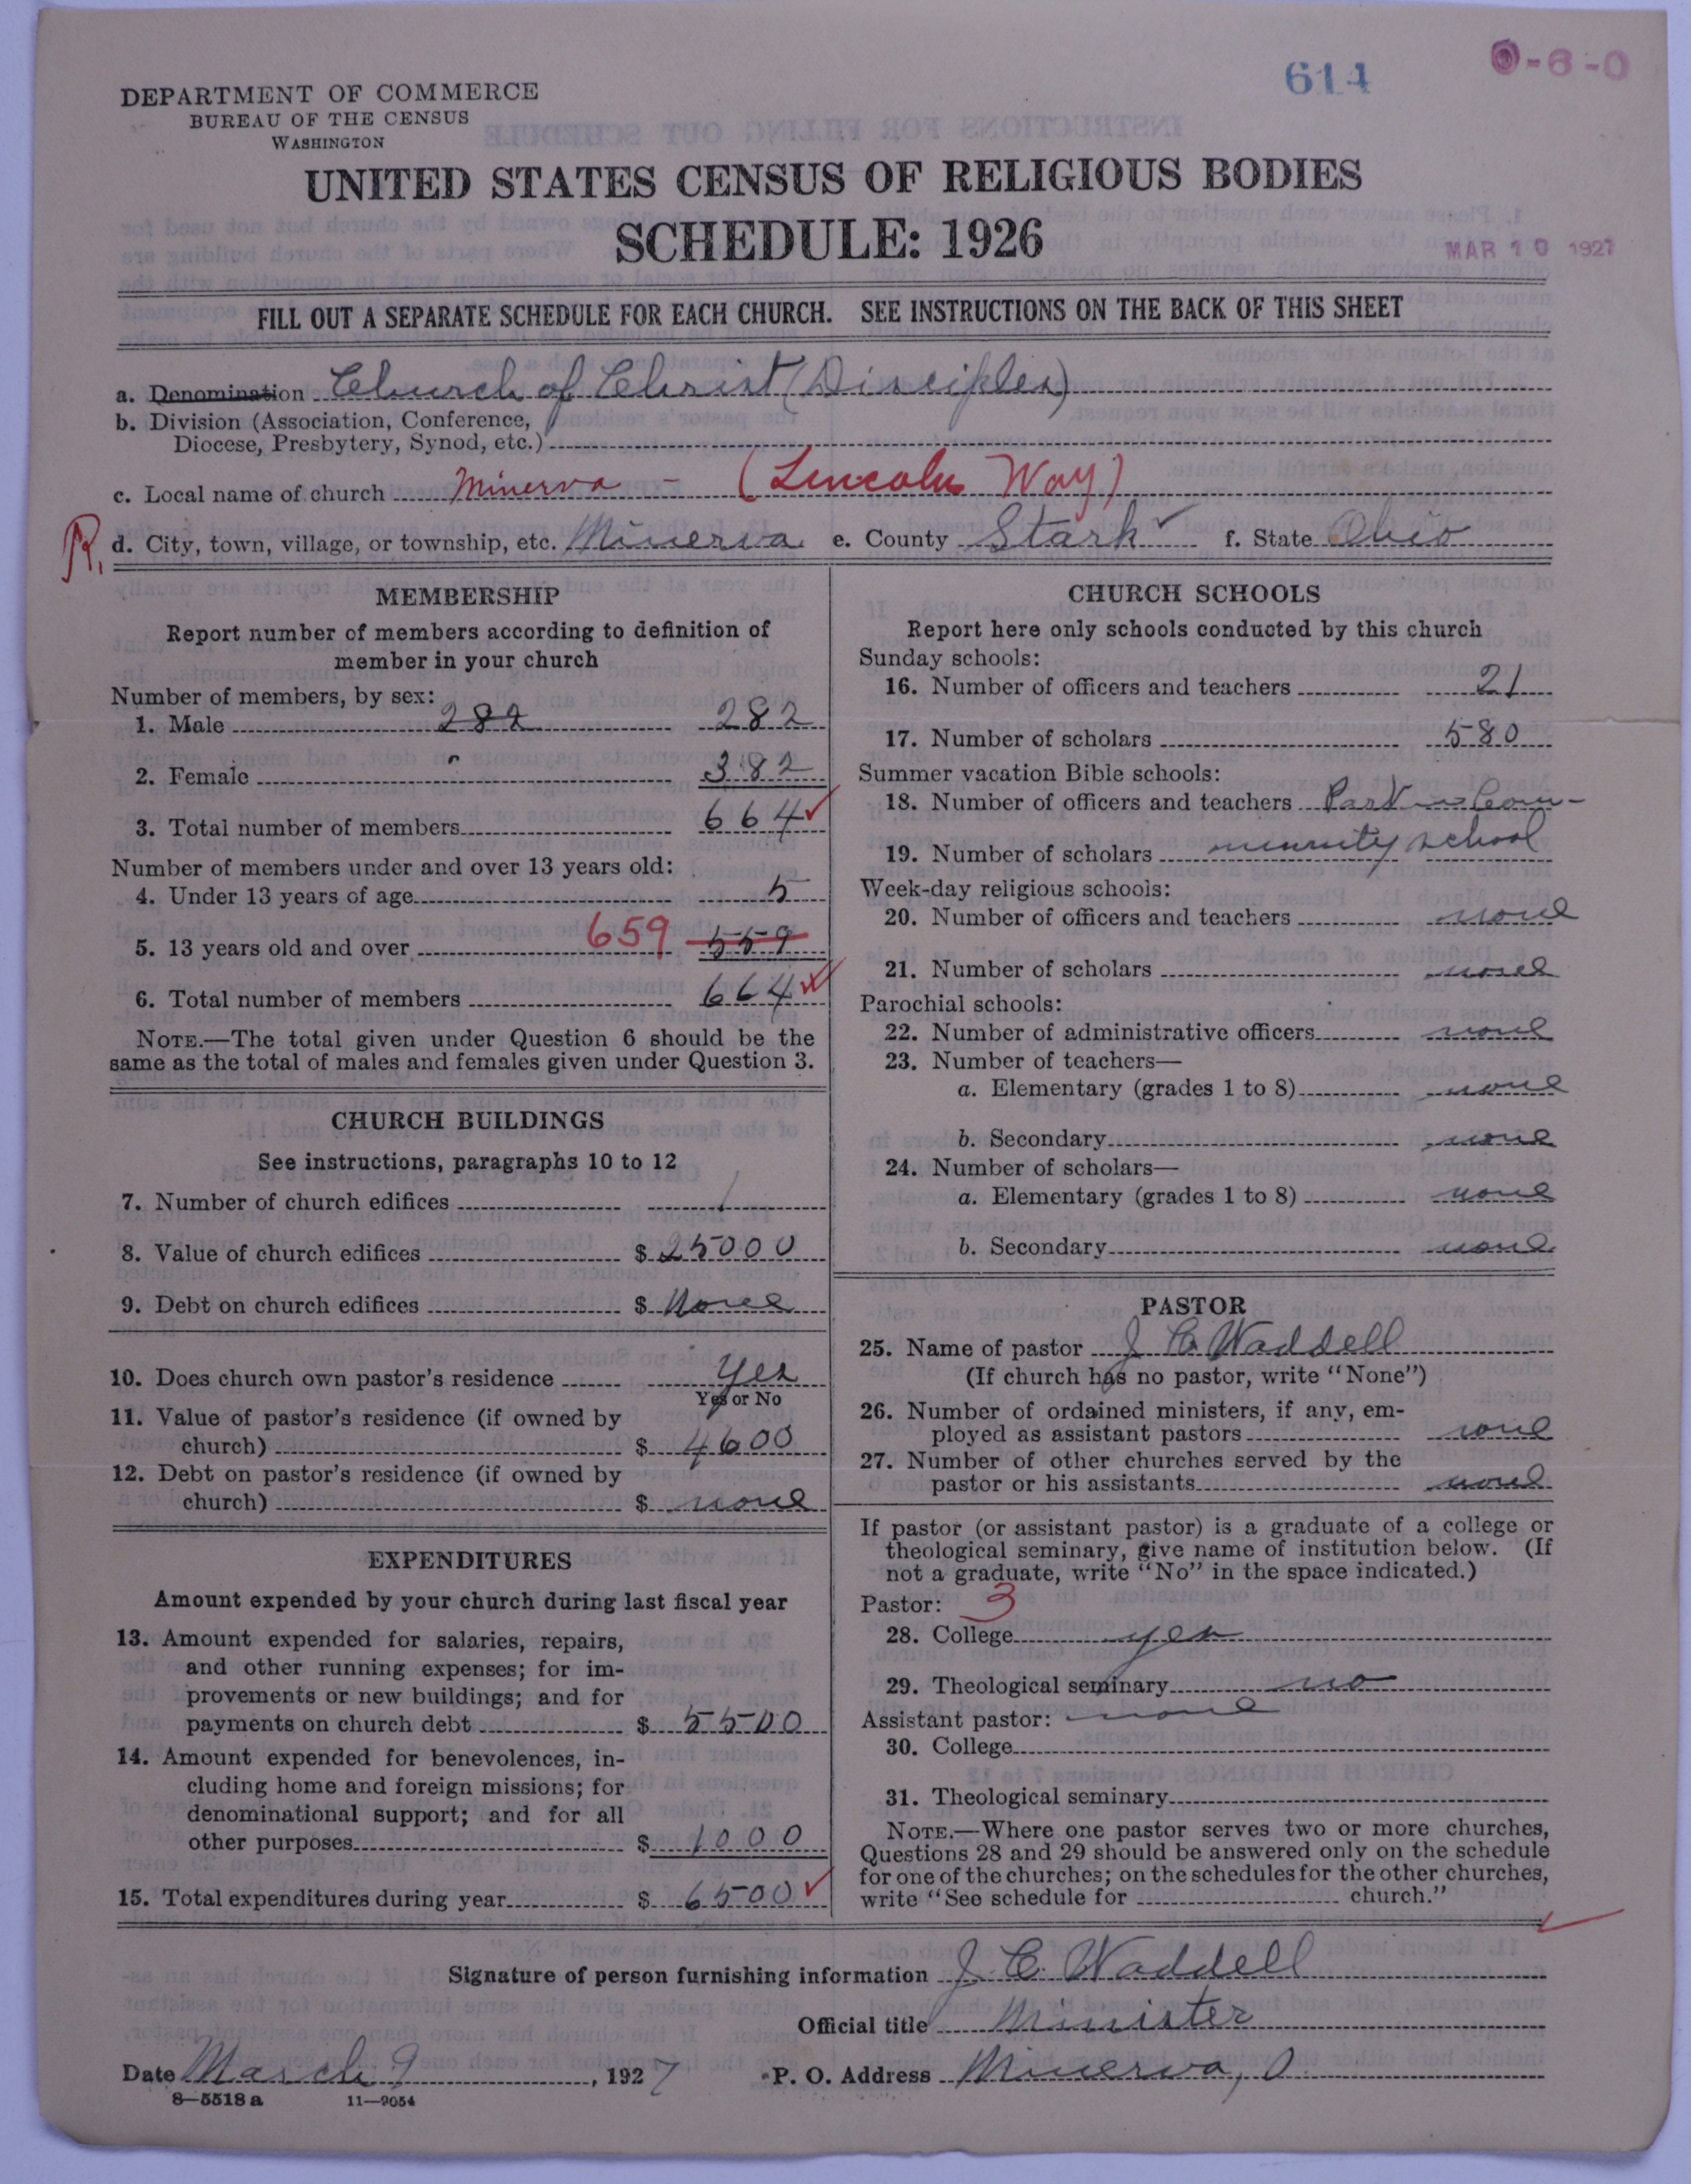 614
0-6-0
DEPARTMENT OF COMMERCE
BUREAU OF THE CENSUS
WASHINGTON
UNITED STATES CENSUS OF RELIGIOUS BODIES
SCHEDULE: 1926
MAR 10 1927
FILL OUT A SEPARATE SCHEDULE FOR EACH CHURCH. SEE INSTRUCTIONS ON THE BACK OF THIS SHEET
a. Denomination Church of Christ (Disciples)
b. Division (Association, Conference,
Diocese, Presbytery, Synod, etc.)
c. Local name of church Minerva - (Lincoln Way)
R, d. City, town, village, or township, etc. Minerva e. County Stark f. State Ohio
MEMBERSHIP
Report number of members according to definition of
member in your church
Number of members, by sex:
1. Male 282 282
2. Female 382
3. Total number of members 664
Number of members under and over 13 years old:
4. Under 13 years of age 5
5. 13 years old and over 659 559
6. Total number of members 664
NOTE.—The total given under Question 6 should be the
same as the total of males and females given under Question 3.
CHURCH BUILDINGS
See instructions, paragraphs 10 to 12
7. Number of church edifices 1
8. Value of church edifices $ 25000
9. Debt on church edifices $ None
10. Does church own pastor's residence Yes
Yes or No
11. Value of pastor's residence (if owned by
church) $ 4600
12. Debt on pastor's residence (if owned by
church) $ none
EXPENDITURES
Amount expended by your church during last fiscal year
13. Amount expended for salaries, repairs,
and other running expenses; for im-
provements or new buildings; and for
payments on church debt $ 5500
14. Amount expended for benevolences, in-
cluding home and foreign missions; for
denominational support; and for all
other purposes $ 1000
15. Total expenditures during year $ 6500
CHURCH SCHOOLS
Report here only schools conducted by this church
Sunday schools:
16. Number of officers and teachers 21
17. Number of scholars 580
Summer vacation Bible schools:
18. Number of officers and teachers Part in Com-
19. Number of scholars munity school
Week-day religious schools:
20. Number of officers and teachers none
21. Number of scholars none
Parochial schools:
22. Number of administrative officers none
23. Number of teachers—
a. Elementary (grades 1 to 8) none
b. Secondary none
24. Number of scholars—
a. Elementary (grades 1 to 8) none
b. Secondary none
PASTOR
25. Name of pastor J C Waddell
(If church has no pastor, write "None")
26. Number of ordained ministers, if any, em-
ployed as assistant pastors none
27. Number of other churches served by the
pastor or his assistants none
If pastor (or assistant pastor) is a graduate of a college or
theological seminary, give name of institution below. (If
not a graduate, write "No" in the space indicated.)
Pastor: 3
28. College yes
29. Theological seminary no
Assistant pastor: none
30. College
31. Theological seminary
NOTE.—Where one pastor serves two or more churches,
Questions 28 and 29 should be answered only on the schedule
for one of the churches; on the schedules for the other churches,
write "See schedule for church."
Signature of person furnishing information J. C. Waddell
Official title Minister
Date March 9, 1927 P. O. Address Minerva, O
8—5518a 11—9054